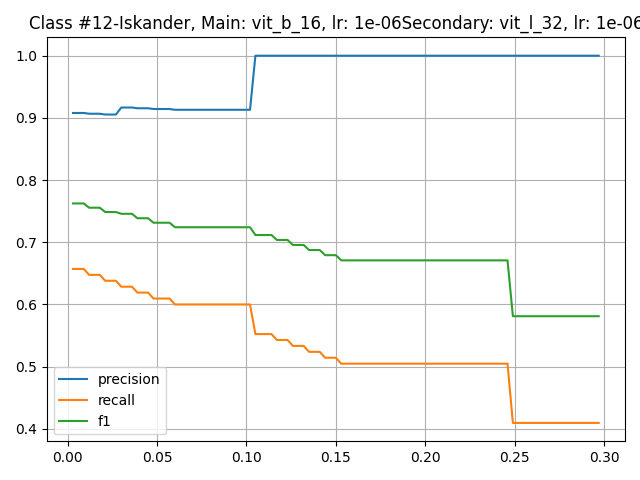 Class #12-Iskander, Main: vit_b_16, lr: 1e-06Secondary: vit_l_32, lr: 1e-06
1.0
0.9
0.8
0.7
0.6
0.5
0.4
precision
recall
f1
0.00 0.05 0.10 0.15 0.20 0.25 0.30